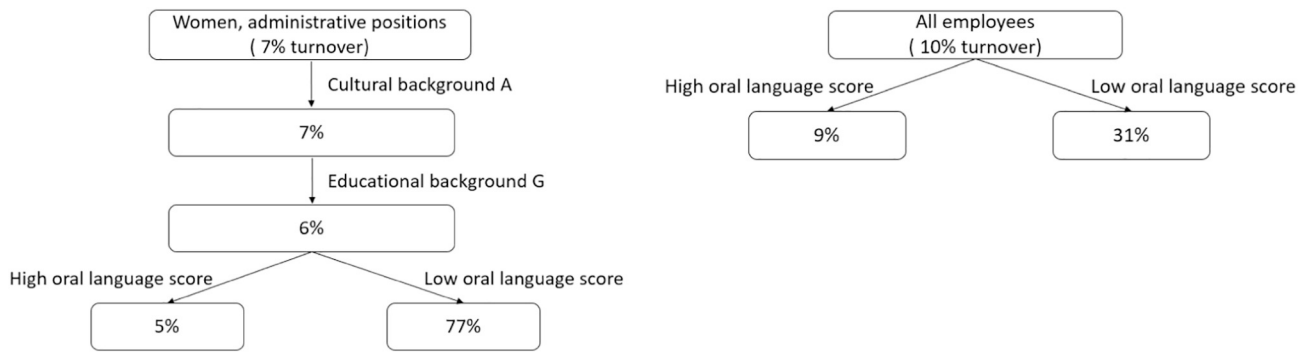 Women, administrative positions
( 7% turnover)
Cultural background A
7%
Educational background G
6%
High oral language score
Low oral language score
5%
77%
All employees
( 10% turnover)
High oral language score
Low oral language score
9%
31%